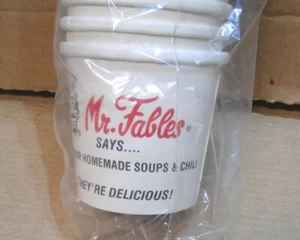 Mr. Fables®
SAYS....
HOMEMADE SOUPS & CHILI
THEY'RE DELICIOUS!